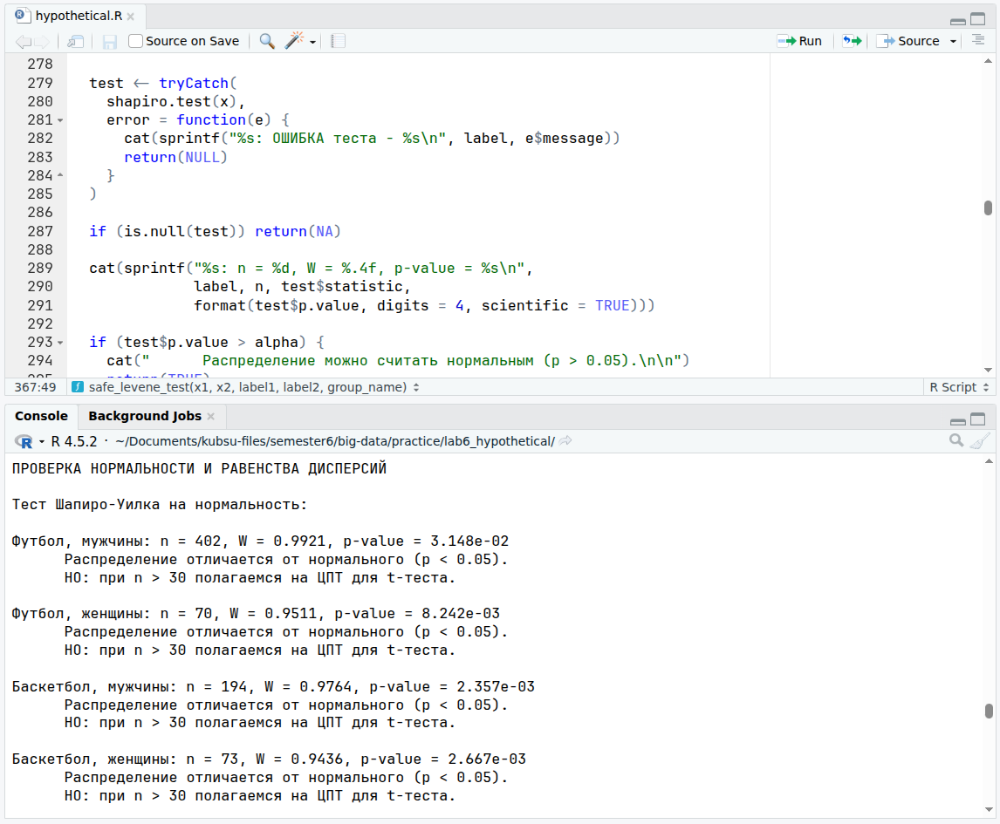 hypothetical.R
Source on Save
Run
Source
278
279 test <- tryCatch(
280 shapiro.test(x),
281 error = function(e) {
282 cat(sprintf("%s: ОШИБКА теста - %s\n", label, e$message))
283 return(NULL)
284 }
285 )
286
287 if (is.null(test)) return(NA)
288
289 cat(sprintf("%s: n = %d, W = %.4f, p-value = %s\n",
290 label, n, test$statistic,
291 format(test$p.value, digits = 4, scientific = TRUE)))
292
293 if (test$p.value > alpha) {
294 cat("      Распределение можно считать нормальным (p > 0.05).\n\n")
295 return(TRUE)
367:49 safe_levene_test(x1, x2, label1, label2, group_name) R Script
Console Background Jobs
R 4.5.2 · ~/Documents/kubsu-files/semester6/big-data/practice/lab6_hypothetical/
ПРОВЕРКА НОРМАЛЬНОСТИ И РАВЕНСТВА ДИСПЕРСИЙ
Тест Шапиро-Уилка на нормальность:
Футбол, мужчины: n = 402, W = 0.9921, p-value = 3.148e-02
Распределение отличается от нормального (p < 0.05).
НО: при n > 30 полагаемся на ЦПТ для t-теста.
Футбол, женщины: n = 70, W = 0.9511, p-value = 8.242e-03
Распределение отличается от нормального (p < 0.05).
НО: при n > 30 полагаемся на ЦПТ для t-теста.
Баскетбол, мужчины: n = 194, W = 0.9764, p-value = 2.357e-03
Распределение отличается от нормального (p < 0.05).
НО: при n > 30 полагаемся на ЦПТ для t-теста.
Баскетбол, женщины: n = 73, W = 0.9436, p-value = 2.667e-03
Распределение отличается от нормального (p < 0.05).
НО: при n > 30 полагаемся на ЦПТ для t-теста.